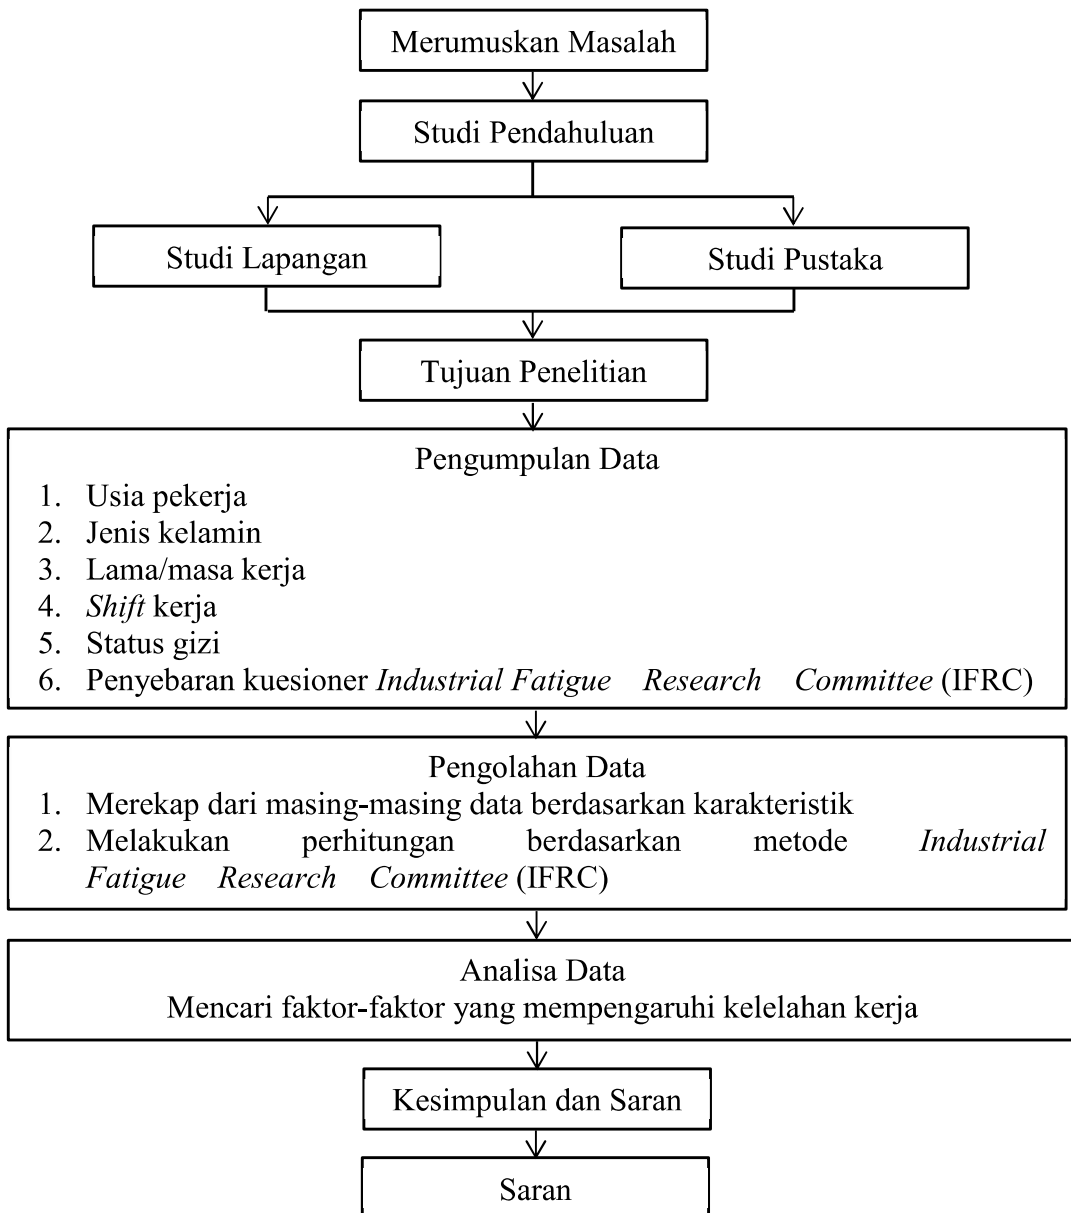 Merumuskan Masalah
Studi Pendahuluan
Studi Lapangan
Studi Pustaka
Tujuan Penelitian
Pengumpulan Data
1. Usia pekerja
2. Jenis kelamin
3. Lama/masa kerja
4. Shift kerja
5. Status gizi
6. Penyebaran kuesioner Industrial Fatigue Research Committee (IFRC)
Pengolahan Data
1. Merekap dari masing-masing data berdasarkan karakteristik
2. Melakukan perhitungan berdasarkan metode Industrial
Fatigue Research Committee (IFRC)
Analisa Data
Mencari faktor-faktor yang mempengaruhi kelelahan kerja
Kesimpulan dan Saran
Saran